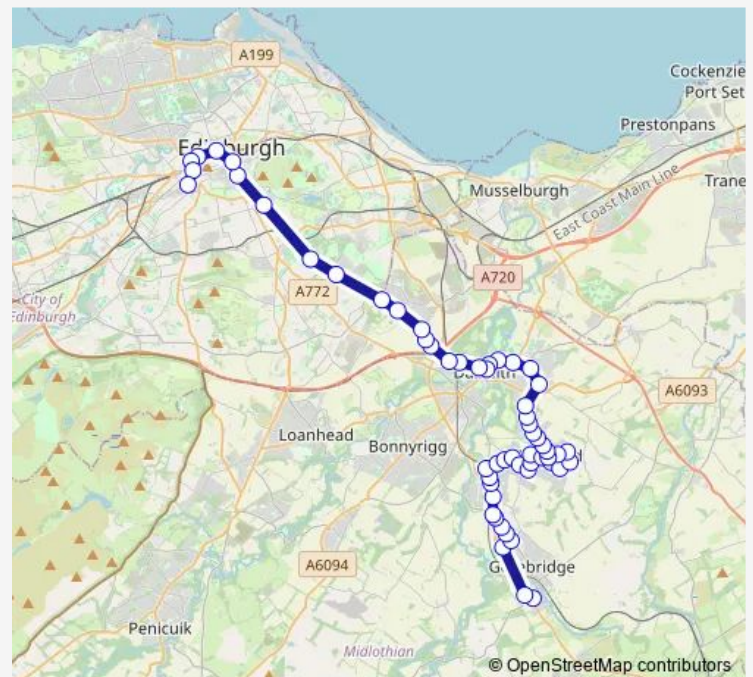 A199
Cockenzie
Port Set
Prestonpans
Edinburgh
Musselburgh
Trane
East Coast Main Line
A720
City of
Edinburgh
A772
A6093
Loanhead
Bonnyrigg
A6094
Penicuik
Midlothian
© OpenStreetMap contributors